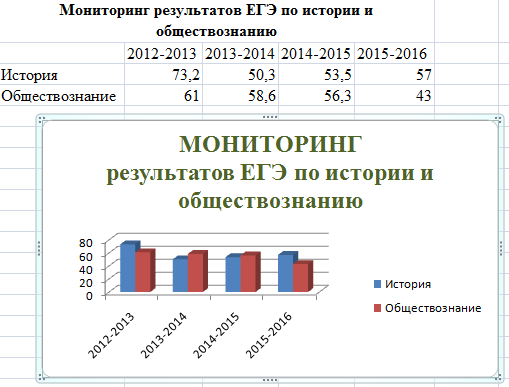 Мониторинг результатов ЕГЭ по истории и
обществознанию
2012-2013 2013-2014 2014-2015 2015-2016
История 73,2 50,3 53,5 57
Обществознание 61 58,6 56,3 43
МОНИТОРИНГ
результатов ЕГЭ по истории и
обществознанию
80
60
40
20
0
2012-2013
2013-2014
2014-2015
2015-2016
История
Обществознание